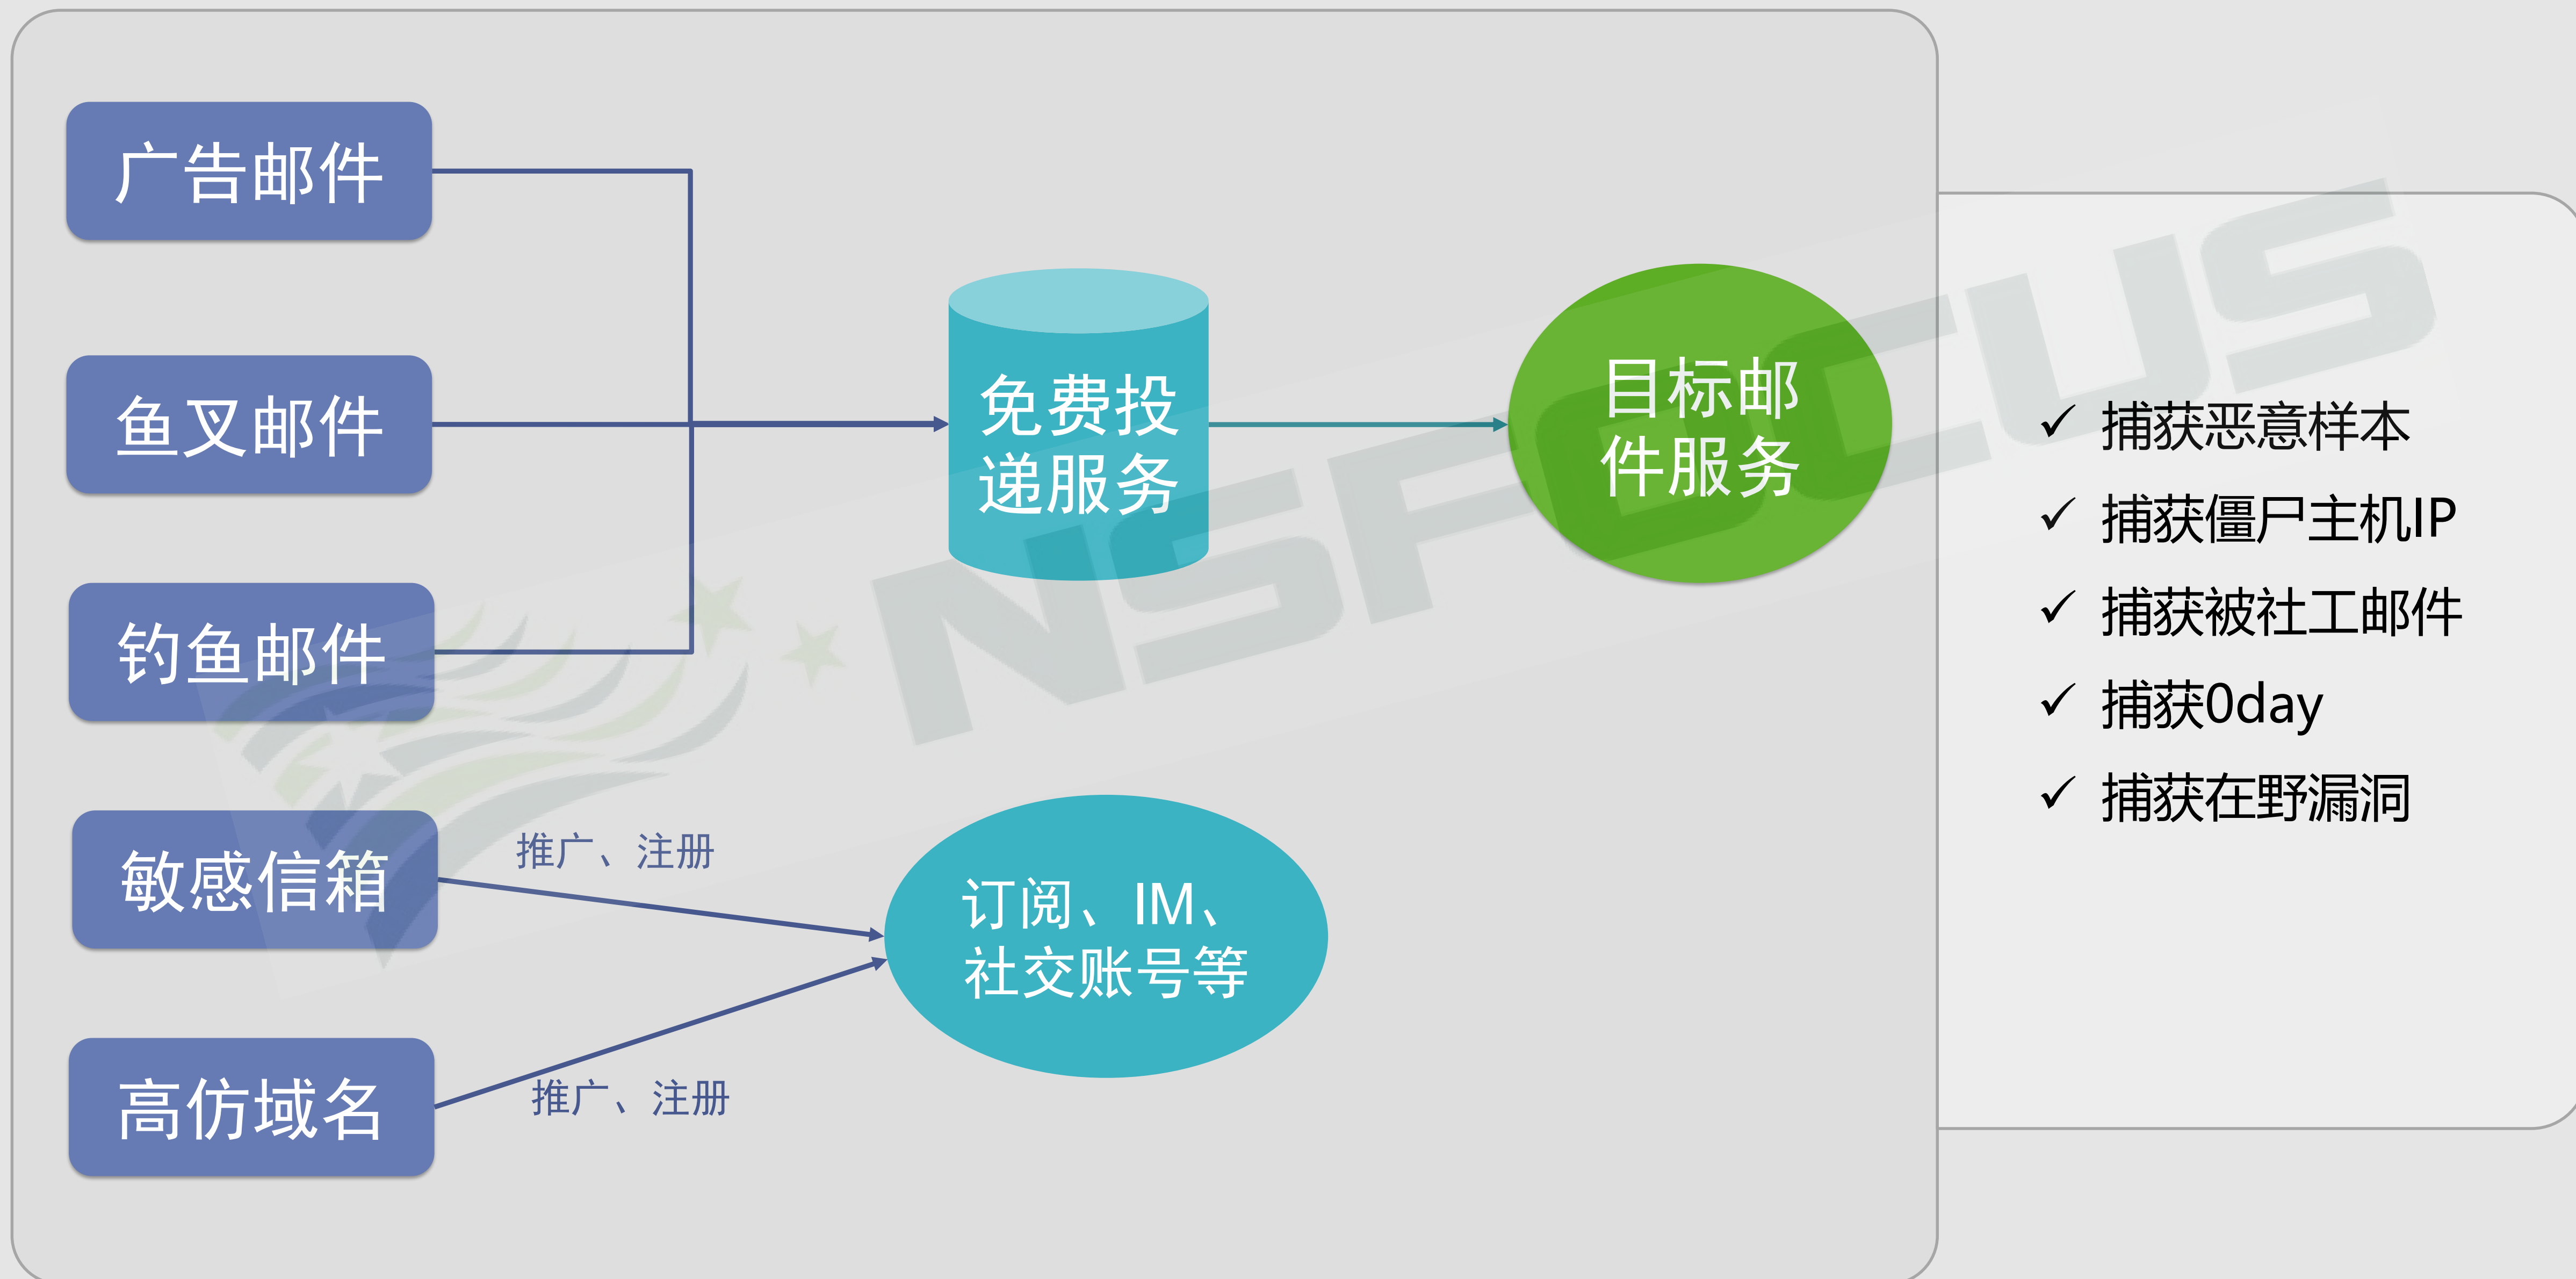 广告邮件
鱼叉邮件
钓鱼邮件
敏感信箱
高仿域名
推广、注册
推广、注册
免费投
递服务
订阅、IM、
社交账号等
目标邮
件服务
✓ 捕获恶意样本
✓ 捕获僵尸主机IP
✓ 捕获被社工邮件
✓ 捕获0day
✓ 捕获在野漏洞
NSFOCUS